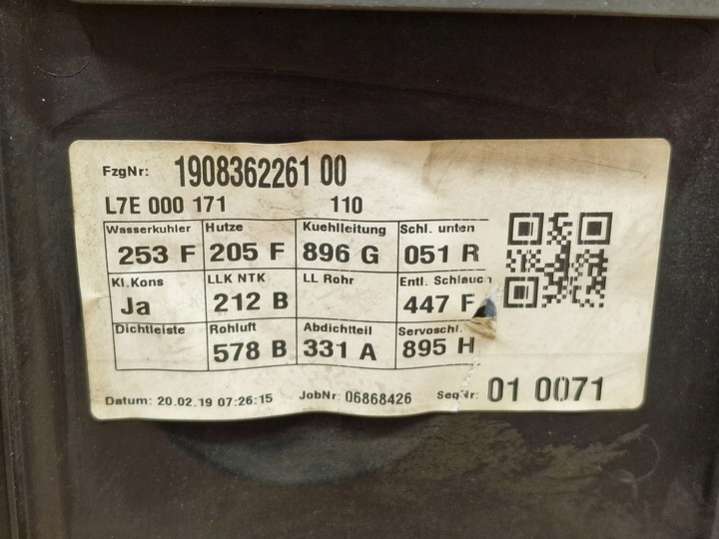 FzgNr: 1908362261 00
L7E 000 171 110
Wasserkuhler Hutze Kuehlleitung Schl. unten
253 F 205 F 896 G 051 R
Kl.Kons LLK NTK LL Rohr Entl. Schlauch
Ja 212 B 447 F
Dichtleiste Rohluft Abdichtteil Servoschl.
578 B 331 A 895 H
Datum: 20.02.19 07:26:15 JobNr: 06868426 SeqNr: 01 0071